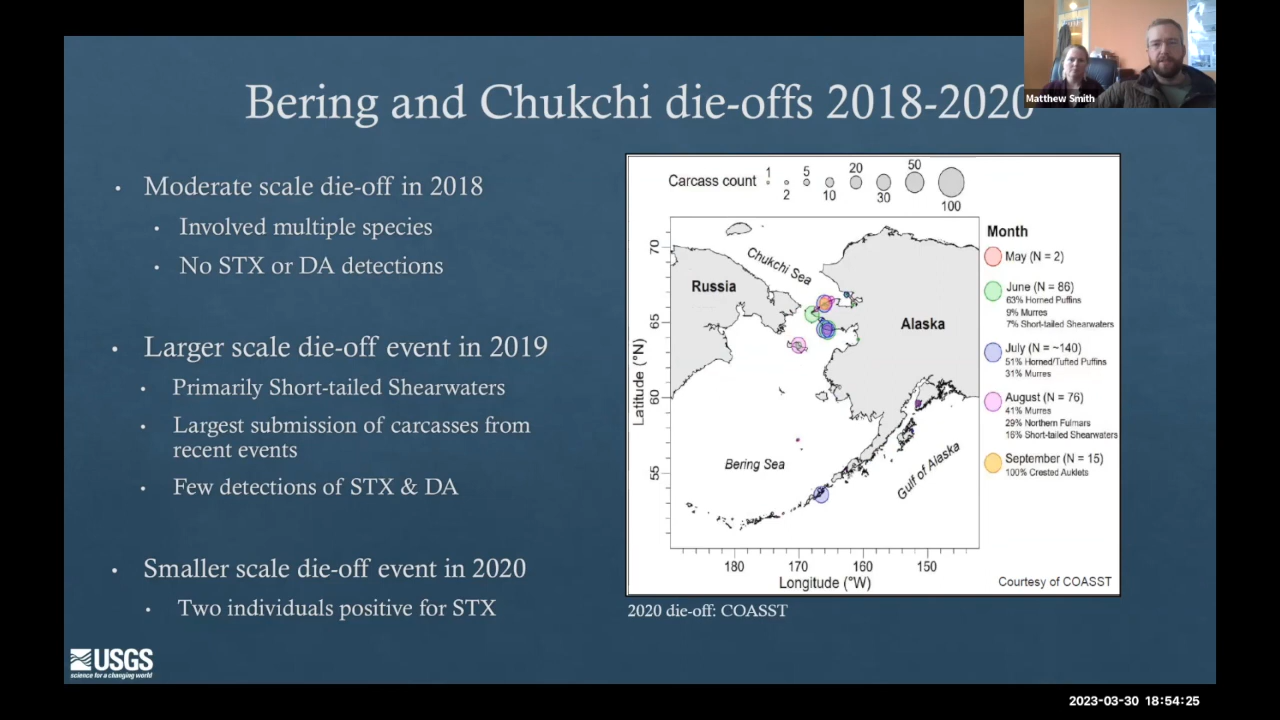 Matthew Smith
Bering and Chukchi die-offs 2018-2020
• Moderate scale die-off in 2018
• Involved multiple species
• No STX or DA detections
• Larger scale die-off event in 2019
• Primarily Short-tailed Shearwaters
• Largest submission of carcasses from
recent events
• Few detections of STX & DA
• Smaller scale die-off event in 2020
• Two individuals positive for STX
Carcass count
1
2
5
10
20
30
50
100
Chukchi Sea
Russia
Alaska
Bering Sea
Gulf of Alaska
Latitude (°N)
70
65
60
55
180
170
160
150
Longitude (°W)
Month
May (N = 2)
June (N = 86)
63% Horned Puffins
9% Murres
7% Short-tailed Shearwaters
July (N = ~140)
51% Horned/Tufted Puffins
31% Murres
August (N = 76)
41% Murres
29% Northern Fulmars
16% Short-tailed Shearwaters
September (N = 15)
100% Crested Auklets
Courtesy of COASST
2020 die-off: COASST
USGS
science for a changing world
2023-03-30 18:54:25